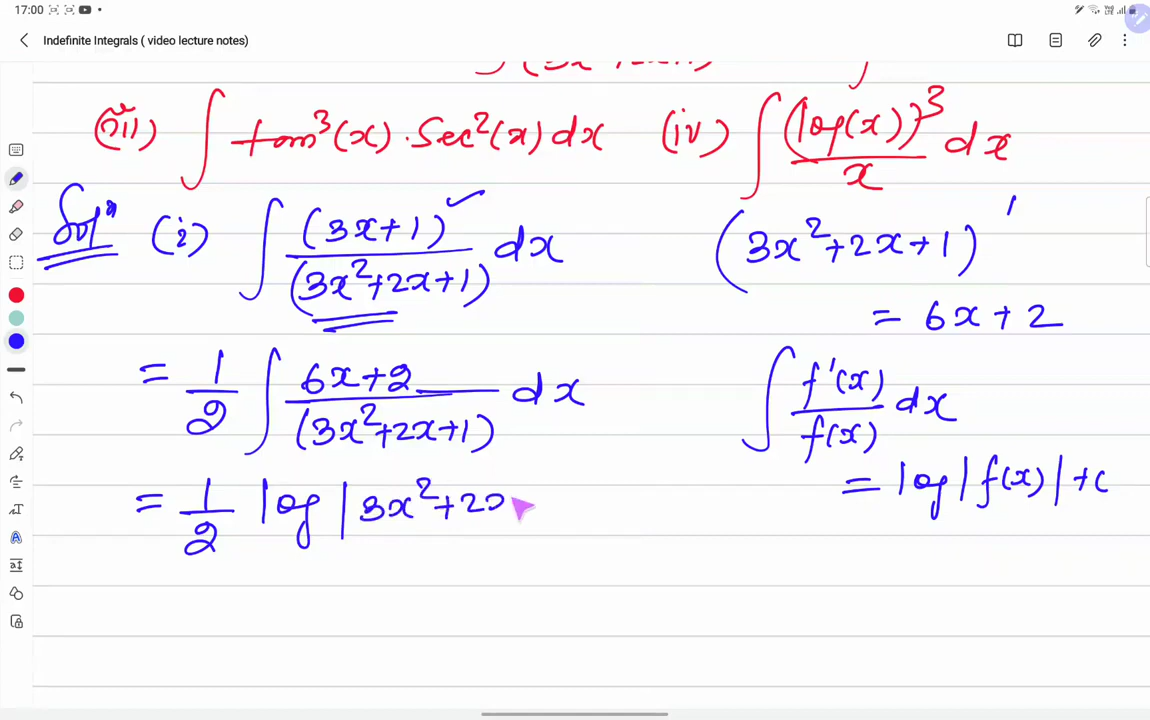 17:00
Indefinite Integrals ( video lecture notes)
(iii) ∫ tan³(x)·Sec²(x) dx (iv) ∫ (log(x))³/x dx
Solⁿ (i) ∫ (3x+1)/(3x²+2x+1) dx (3x²+2x+1)'
= 6x+2
= 1/2 ∫ 6x+2/(3x²+2x+1) dx ∫ f'(x)/f(x) dx
= 1/2 log |3x²+2x = log|f(x)|+c